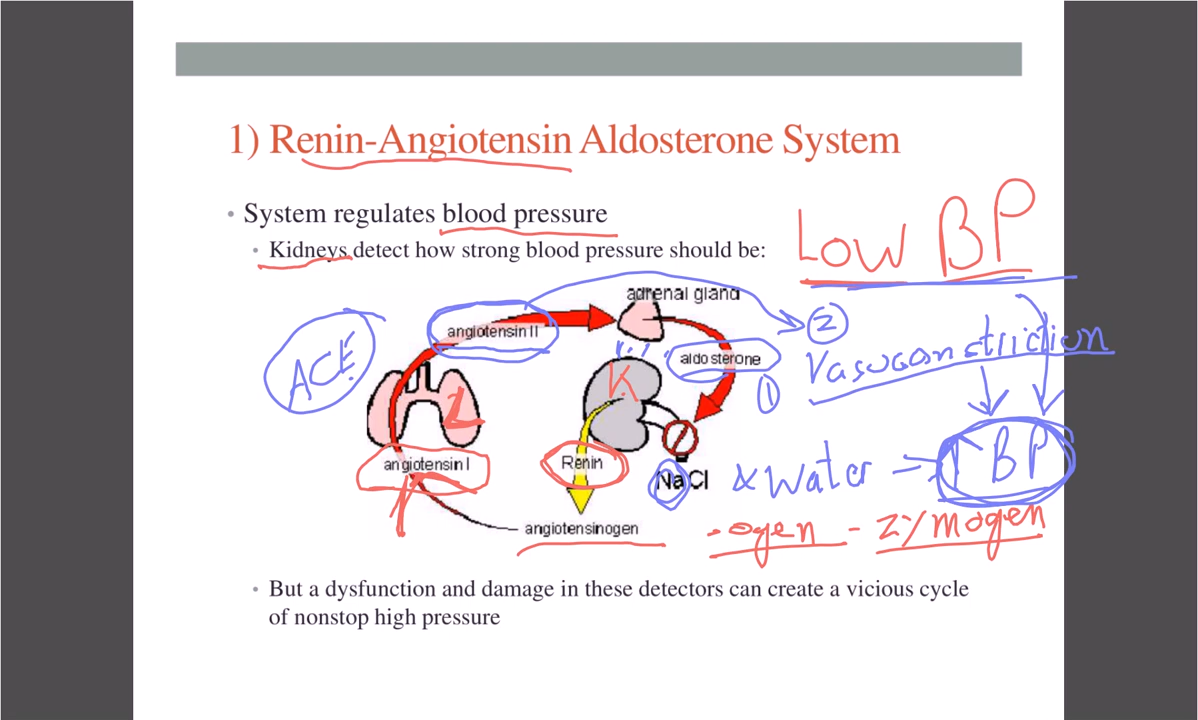 1) Renin-Angiotensin Aldosterone System
• System regulates blood pressure
• Kidneys detect how strong blood pressure should be:
Low BP
adrenal gland
angiotensin II
②
ACE
aldosterone
Vasoconstriction
K
①
L
angiotensin I
Renin
NaCl & Water → ↑ BP
angiotensinogen
-ogen - zymogen
• But a dysfunction and damage in these detectors can create a vicious cycle
of nonstop high pressure